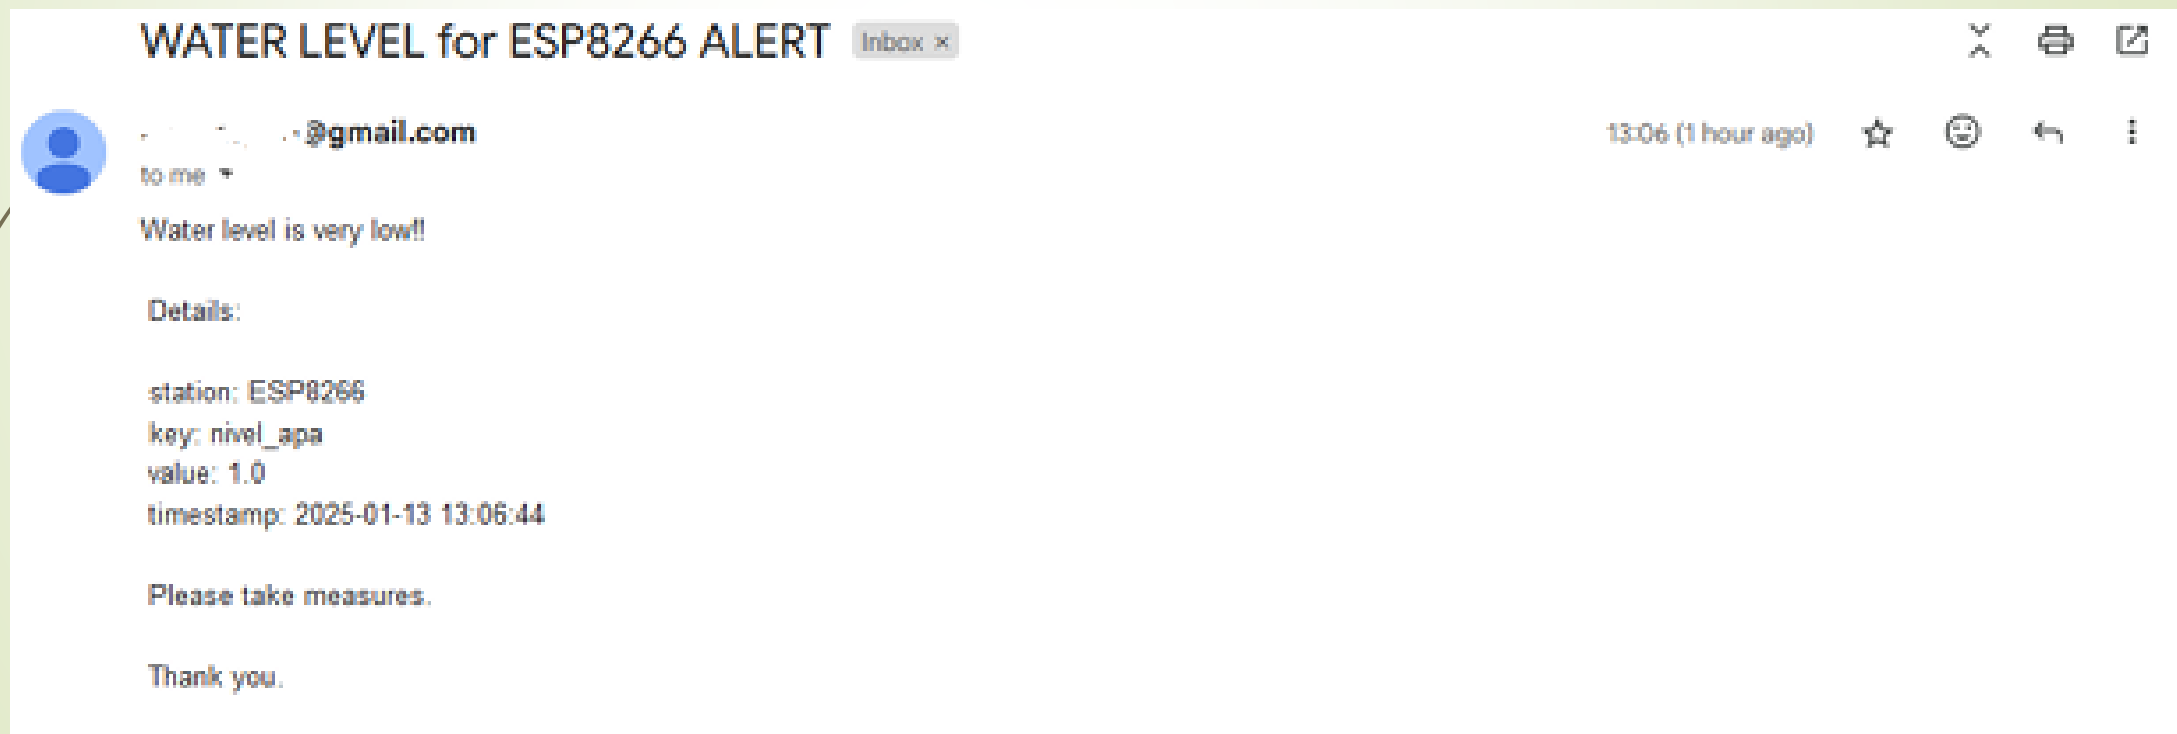 WATER LEVEL for ESP8266 ALERT Inbox ×
@gmail.com 13:06 (1 hour ago)
to me
Water level is very low!!
Details:
station: ESP8266
key: nivel_apa
value: 1.0
timestamp: 2025-01-13 13:06:44
Please take measures.
Thank you.